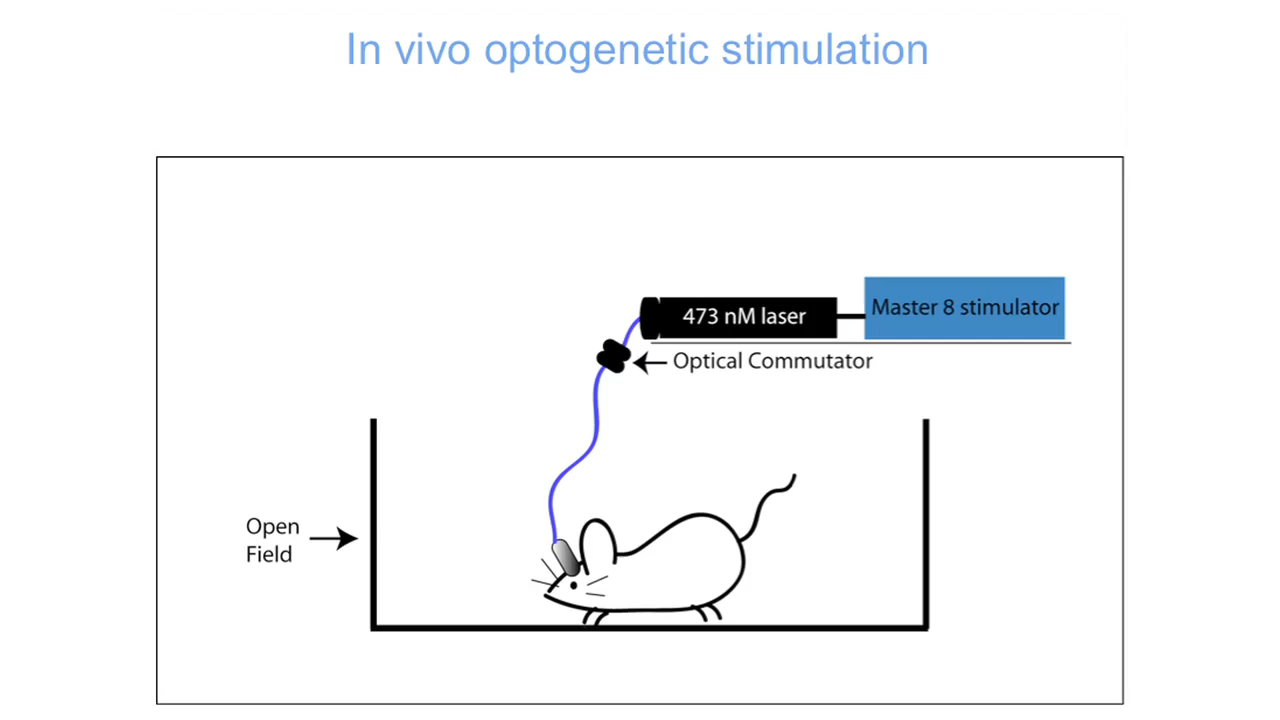 In vivo optogenetic stimulation
473 nM laser
Master 8 stimulator
Optical Commutator
Open
Field